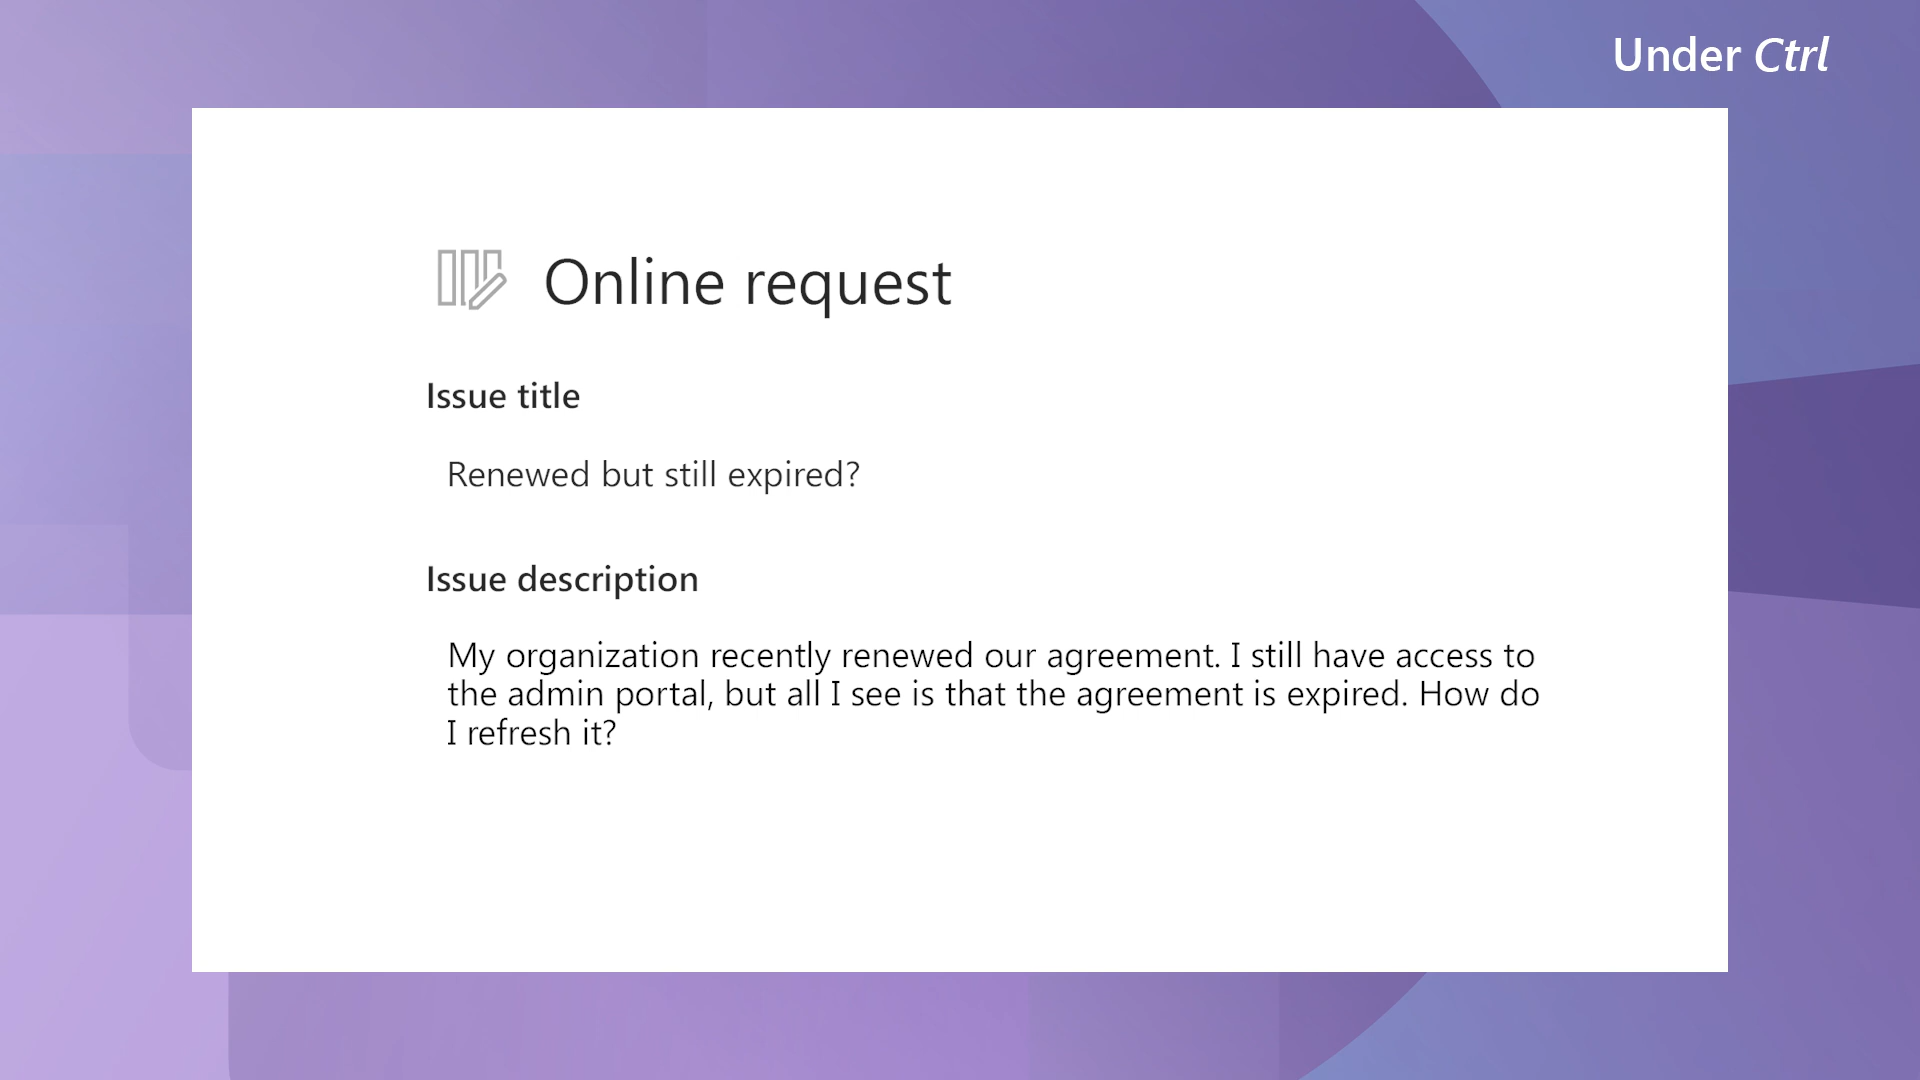 Under Ctrl
Online request
Issue title
Renewed but still expired?
Issue description
My organization recently renewed our agreement. I still have access to
the admin portal, but all I see is that the agreement is expired. How do
I refresh it?